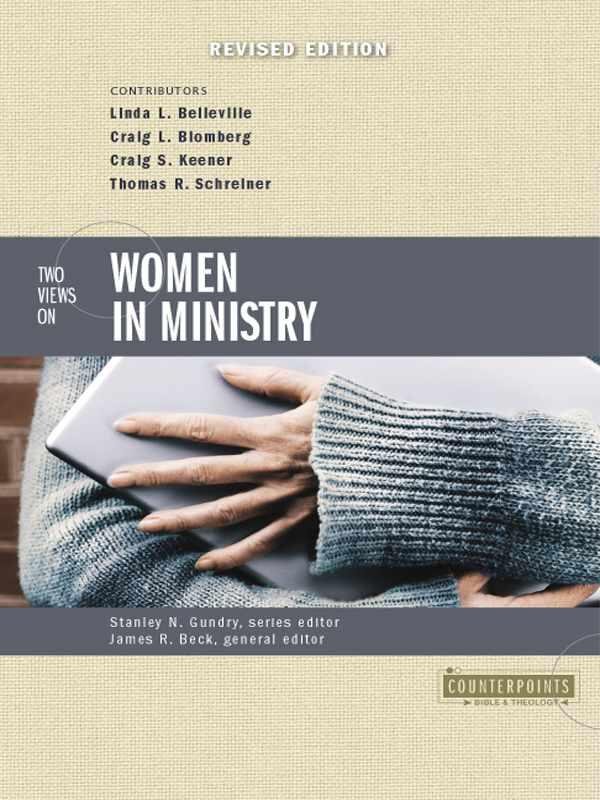 REVISED EDITION
CONTRIBUTORS
Linda L. Belleville
Craig L. Blomberg
Craig S. Keener
Thomas R. Schreiner
TWO
VIEWS
ON
WOMEN
IN MINISTRY
Stanley N. Gundry, series editor
James R. Beck, general editor
COUNTERPOINTS
BIBLE & THEOLOGY